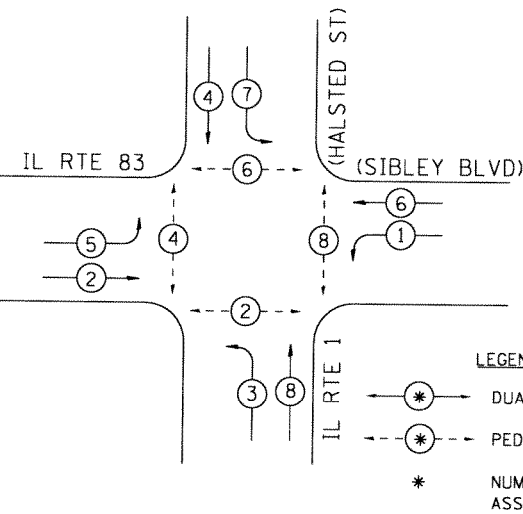 (HALSTED ST)
4
7
IL RTE 83
6
(SIBLEY BLVD)
6
4
8
5
1
2
2
IL RTE 1
3
8
LEGEN
* DUA
* PED
* NUM
ASS